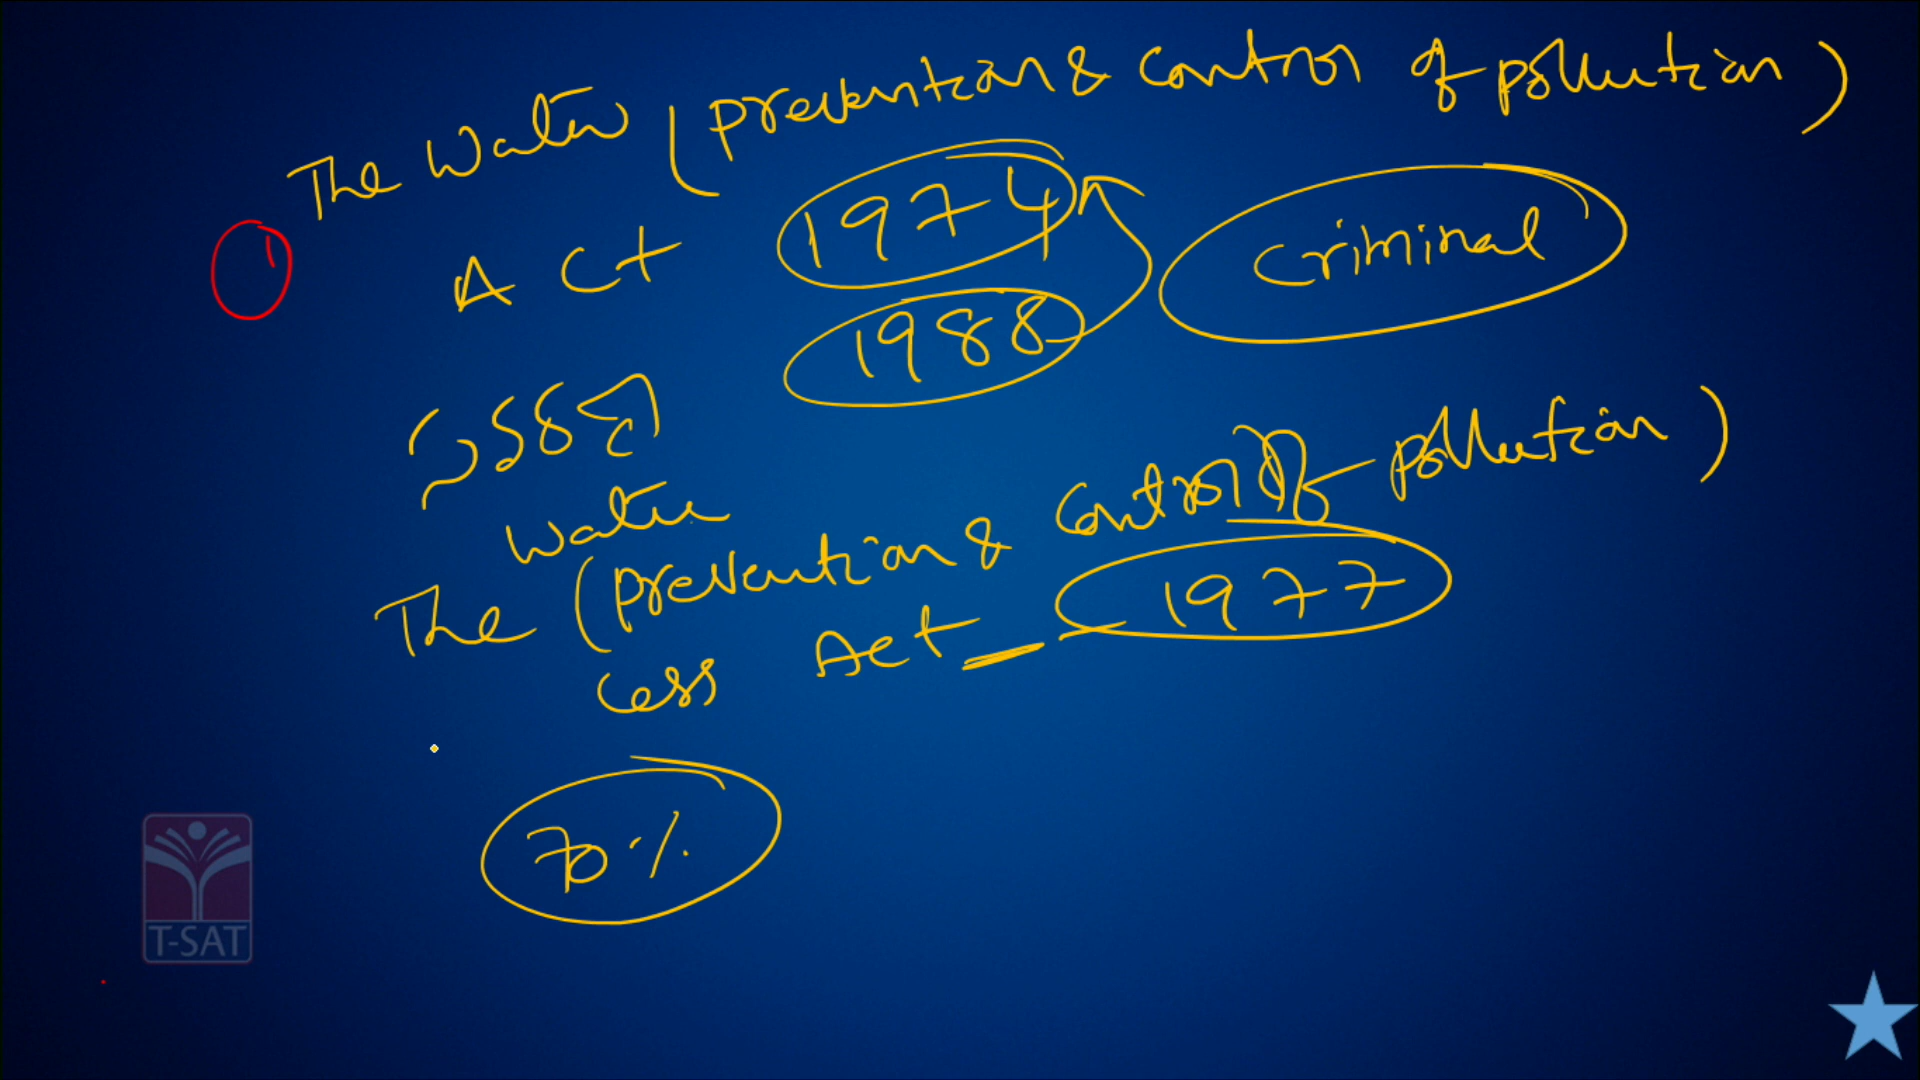 The Water (prevention & control of pollution)
1
Act 1974
Criminal
1988
water
The (prevention & control of pollution)
cess Act - 1977
70%
T-SAT